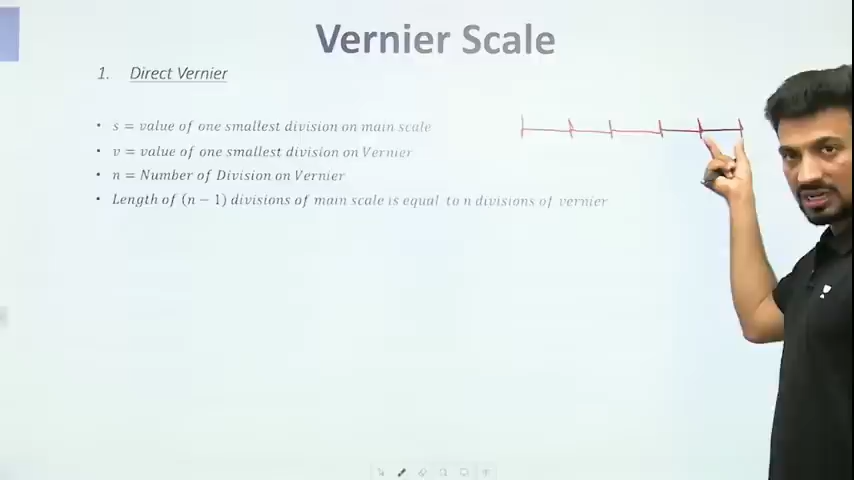 Vernier Scale
1. Direct Vernier
• s = value of one smallest division on main scale
• v = value of one smallest division on Vernier
• n = Number of Division on Vernier
• Length of (n − 1) divisions of main scale is equal to n divisions of vernier